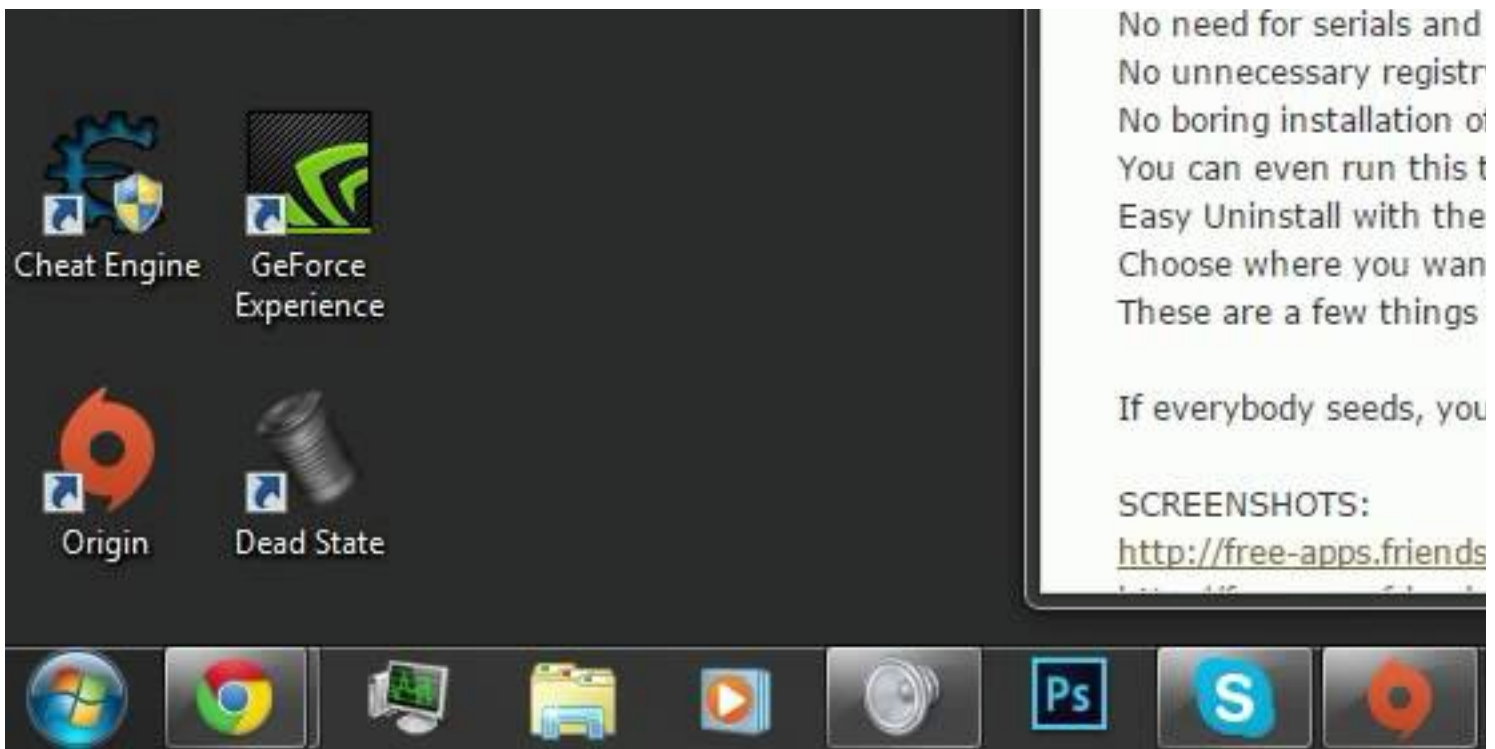 Cheat Engine
GeForce
Experience
Origin
Dead State
No need for serials and
No unnecessary registry
No boring installation of
You can even run this t
Easy Uninstall with the
Choose where you wan
These are a few things
If everybody seeds, you
SCREENSHOTS:
http://free-apps.friends
Ps
S